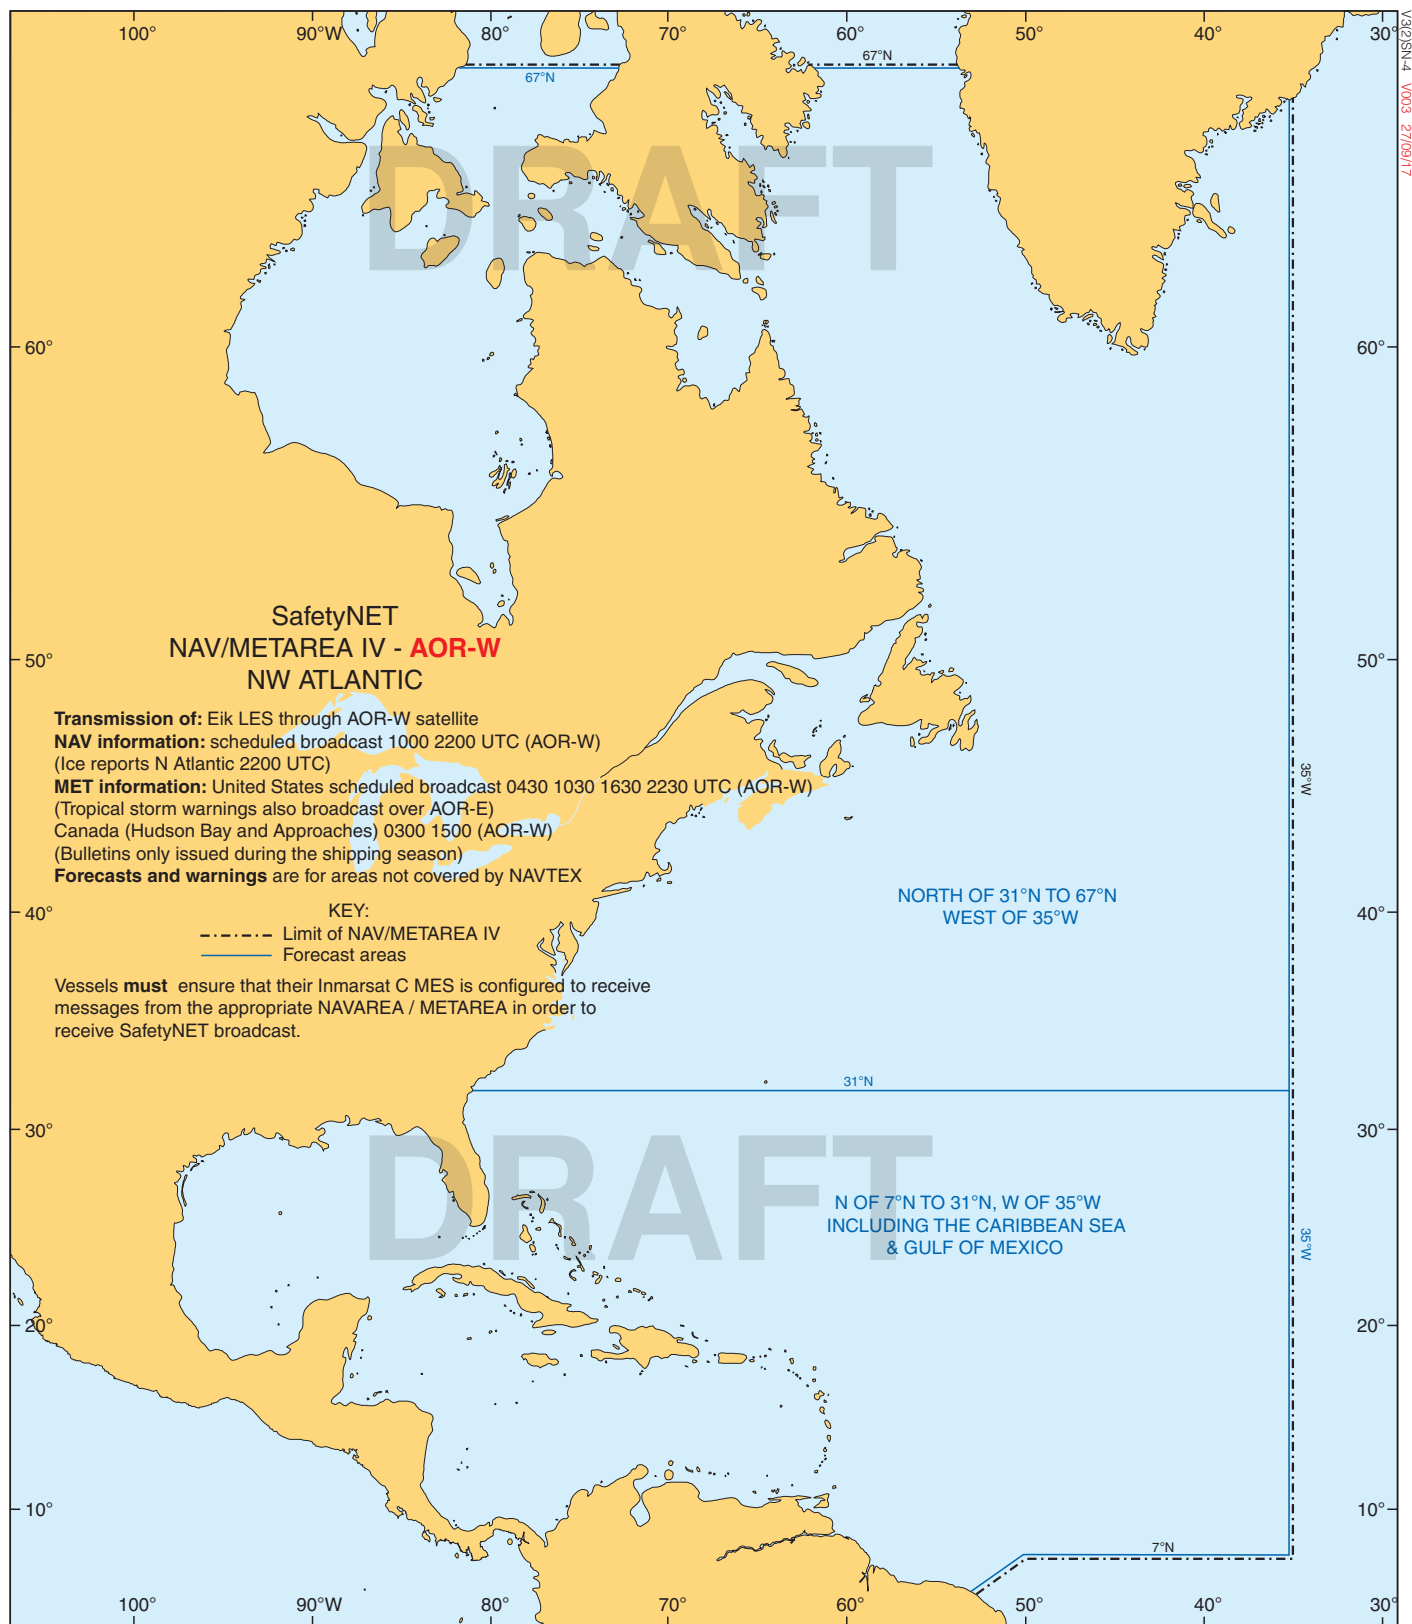 100° 90°W 80° 70° 60° 50° 40° 30°
V3(2)SN-4 V003 27/09/17
67°N
67°N
DRAFT
60° 60°
SafetyNET
NAV/METAREA IV - AOR-W
NW ATLANTIC
50° 50°
Transmission of: Eik LES through AOR-W satellite
NAV information: scheduled broadcast 1000 2200 UTC (AOR-W)
(Ice reports N Atlantic 2200 UTC)
MET information: United States scheduled broadcast 0430 1030 1630 2230 UTC (AOR-W)
(Tropical storm warnings also broadcast over AOR-E)
Canada (Hudson Bay and Approaches) 0300 1500 (AOR-W)
(Bulletins only issued during the shipping season)
Forecasts and warnings are for areas not covered by NAVTEX
35°W
NORTH OF 31°N TO 67°N
WEST OF 35°W
40° 40°
KEY:
Limit of NAV/METAREA IV
Forecast areas
Vessels must ensure that their Inmarsat C MES is configured to receive
messages from the appropriate NAVAREA / METAREA in order to
receive SafetyNET broadcast.
31°N
30° 30°
DRAFT
N OF 7°N TO 31°N, W OF 35°W
INCLUDING THE CARIBBEAN SEA
& GULF OF MEXICO
35°W
20° 20°
10° 10°
7°N
100° 90°W 80° 70° 60° 50° 40° 30°